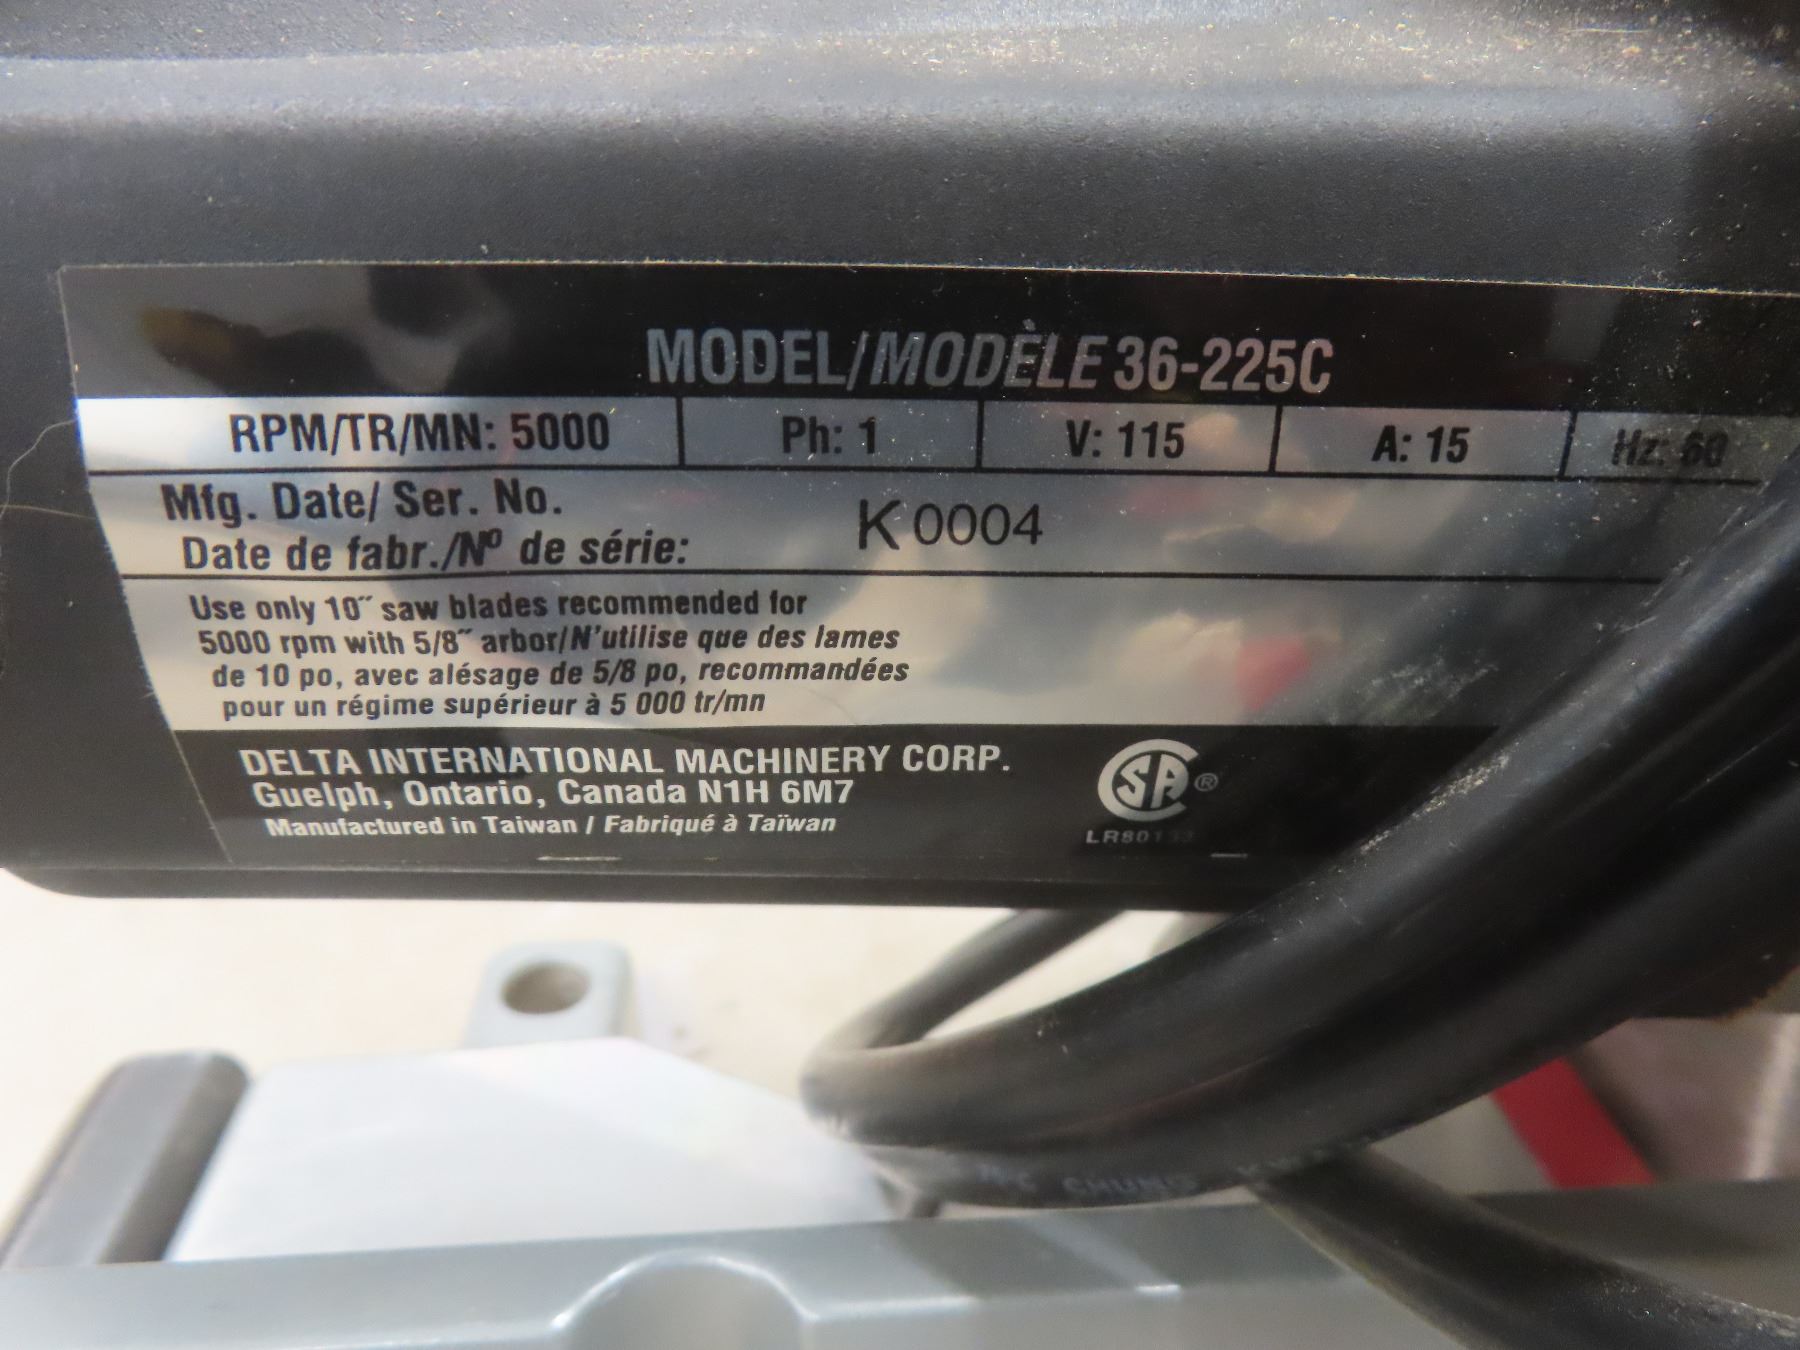 MODEL/MODÈLE 36-225C
RPM/TR/MN: 5000 Ph: 1 V: 115 A: 15 Hz: 60
Mfg. Date/ Ser. No.
Date de fabr./Nº de série: K 0004
Use only 10˝ saw blades recommended for
5000 rpm with 5/8˝ arbor/N'utilise que des lames
de 10 po, avec alésage de 5/8 po, recommandées
pour un régime supérieur à 5 000 tr/mn
DELTA INTERNATIONAL MACHINERY CORP.
Guelph, Ontario, Canada N1H 6M7
Manufactured in Taiwan / Fabriqué à Taïwan
SA ®
CHUNG